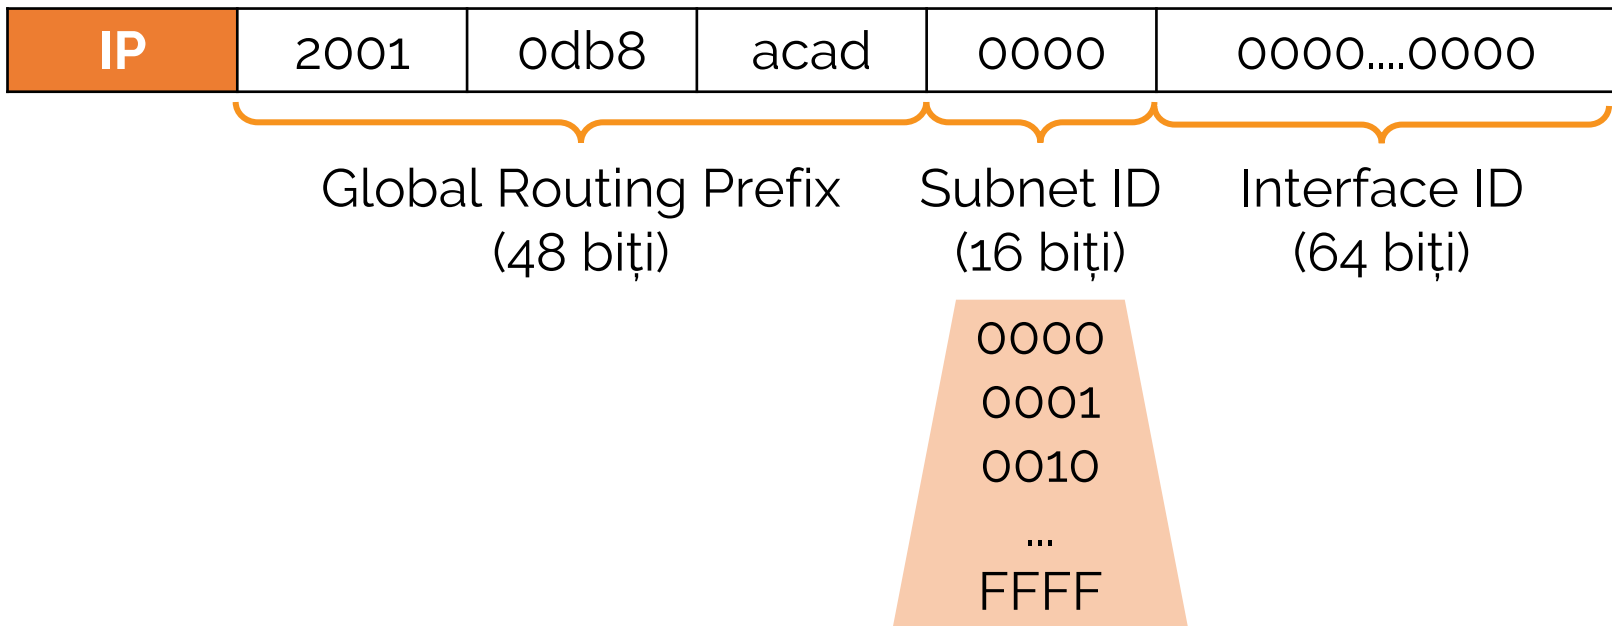 IP 2001 0db8 acad 0000 0000....0000
Global Routing Prefix Subnet ID Interface ID
(48 biți) (16 biți) (64 biți)
0000
0001
0010
...
FFFF